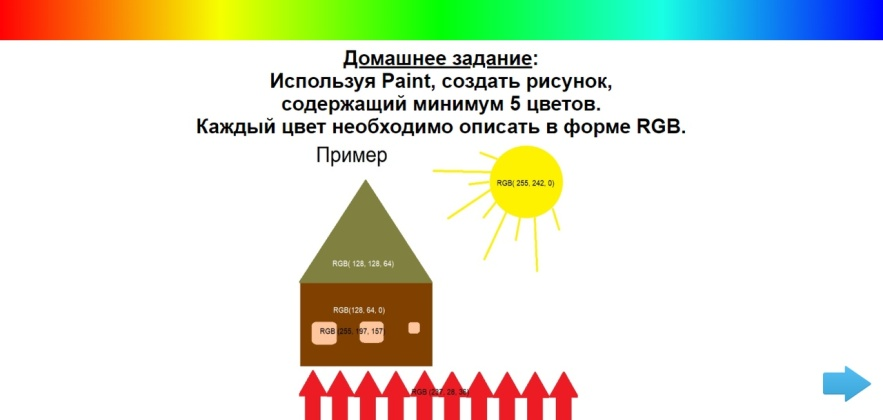 Домашнее задание:
Используя Paint, создать рисунок,
содержащий минимум 5 цветов.
Каждый цвет необходимо описать в форме RGB.
Пример
RGB( 255, 242, 0)
RGB( 128, 128, 64)
RGB(128, 64, 0)
RGB (255, 197, 157)
RGB (237, 28, 36)